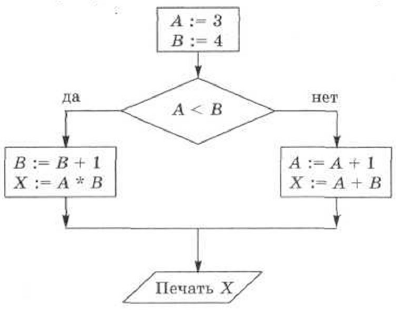 A := 3
B := 4
A < B
да
нет
B := B + 1
X := A * B
A := A + 1
X := A + B
Печать X